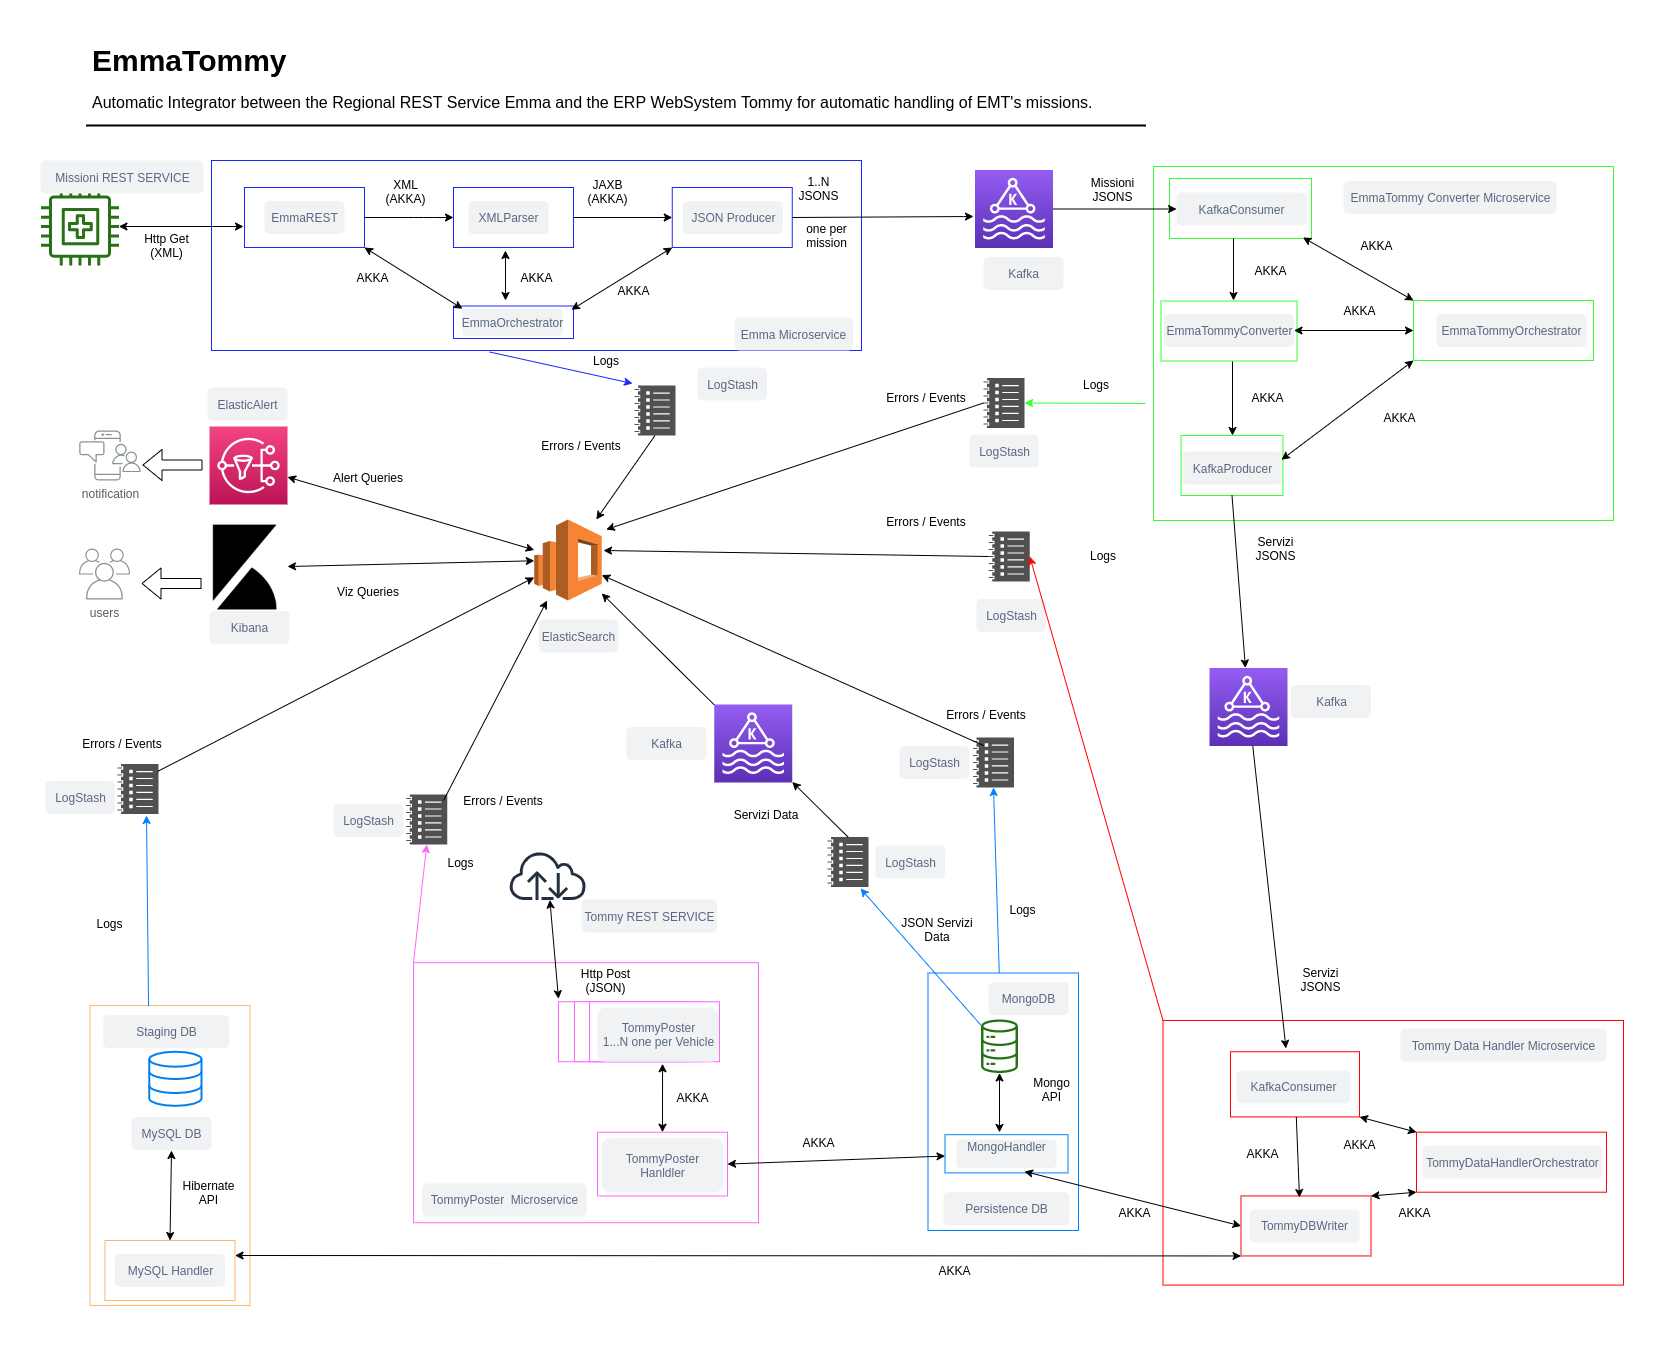 EmmaTommy
Automatic Integrator between the Regional REST Service Emma and the ERP WebSystem Tommy for automatic handling of EMT's missions.
Missioni REST SERVICE
Http Get
(XML)
EmmaREST
XML
(AKKA)
XMLParser
JAXB
(AKKA)
JSON Producer
1..N
JSONS
one per
mission
AKKA
AKKA
AKKA
EmmaOrchestrator
Emma Microservice
K
Kafka
Missioni
JSONS
KafkaConsumer
EmmaTommy Converter Microservice
AKKA
AKKA
AKKA
EmmaTommyConverter
EmmaTommyOrchestrator
AKKA
AKKA
KafkaProducer
Logs
LogStash
Errors / Events
Errors / Events
Logs
LogStash
ElasticAlert
notification
Alert Queries
users
Kibana
Viz Queries
ElasticSearch
Errors / Events
Logs
LogStash
Servizi
JSONS
K
Kafka
Errors / Events
LogStash
Logs
LogStash
Errors / Events
Logs
Kafka
K
Errors / Events
LogStash
Servizi Data
LogStash
JSON Servizi
Data
Logs
Tommy REST SERVICE
Http Post
(JSON)
TommyPoster
1...N one per Vehicle
AKKA
TommyPoster
Hanldler
TommyPoster  Microservice
AKKA
MongoDB
Mongo
API
MongoHandler
Persistence DB
Servizi
JSONS
Tommy Data Handler Microservice
KafkaConsumer
AKKA
AKKA
TommyDataHandlerOrchestrator
AKKA
TommyDBWriter
AKKA
Staging DB
MySQL DB
Hibernate
API
MySQL Handler
AKKA